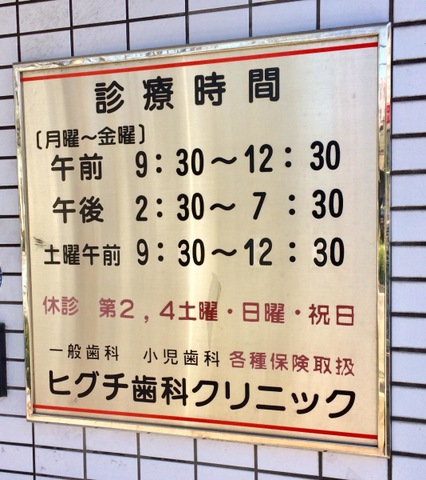 診療時間
〔月曜～金曜〕
午前 9:30～12:30
午後 2:30～7:30
土曜午前 9:30～12:30
休診 第2,4土曜・日曜・祝日
一般歯科 小児歯科 各種保険取扱
ヒグチ歯科クリニック